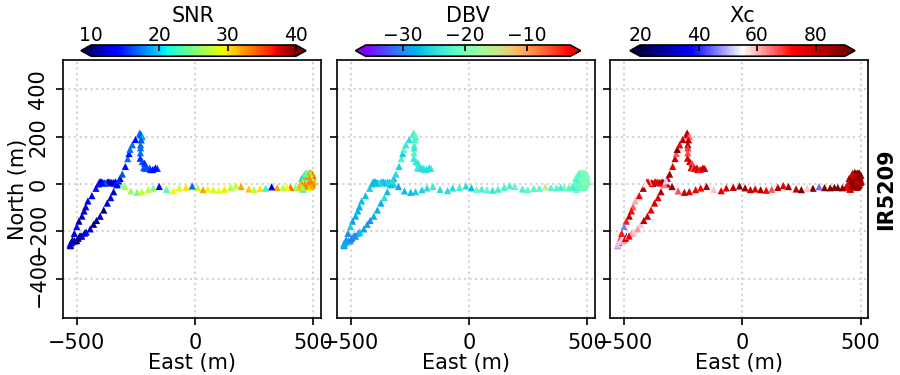 SNR DBV Xc
10 20 30 40 −30 −20 −10 20 40 60 80
400
200
0
−200
−400
North (m)
IR5209
−500 0 500 −500 0 500 −500 0 500
East (m) East (m) East (m)